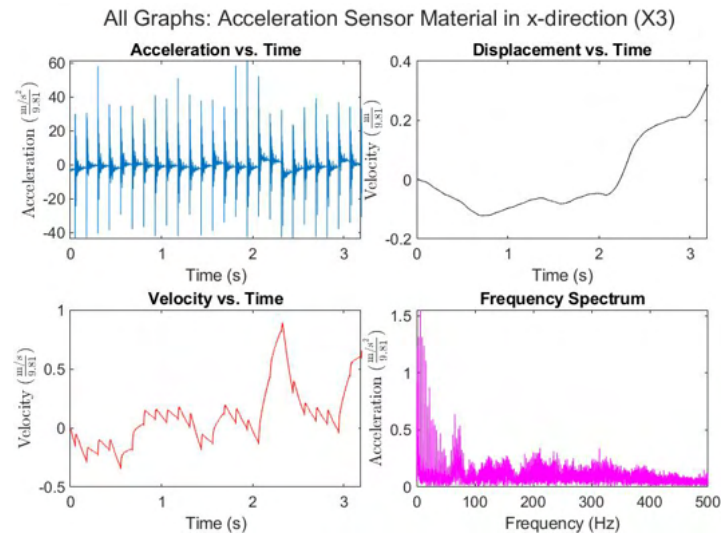 All Graphs: Acceleration Sensor Material in x-direction (X3)
Acceleration vs. Time
Acceleration (m/s²/9.81)
60
40
20
0
-20
-40
0 1 2 3
Time (s)
Displacement vs. Time
Velocity (m/9.81)
0.4
0.2
0
-0.2
0 1 2 3
Time (s)
Velocity vs. Time
Velocity (m/s/9.81)
1
0.5
0
-0.5
0 1 2 3
Time (s)
Frequency Spectrum
Acceleration (m/s²/9.81)
1.5
1
0.5
0
0 100 200 300 400 500
Frequency (Hz)